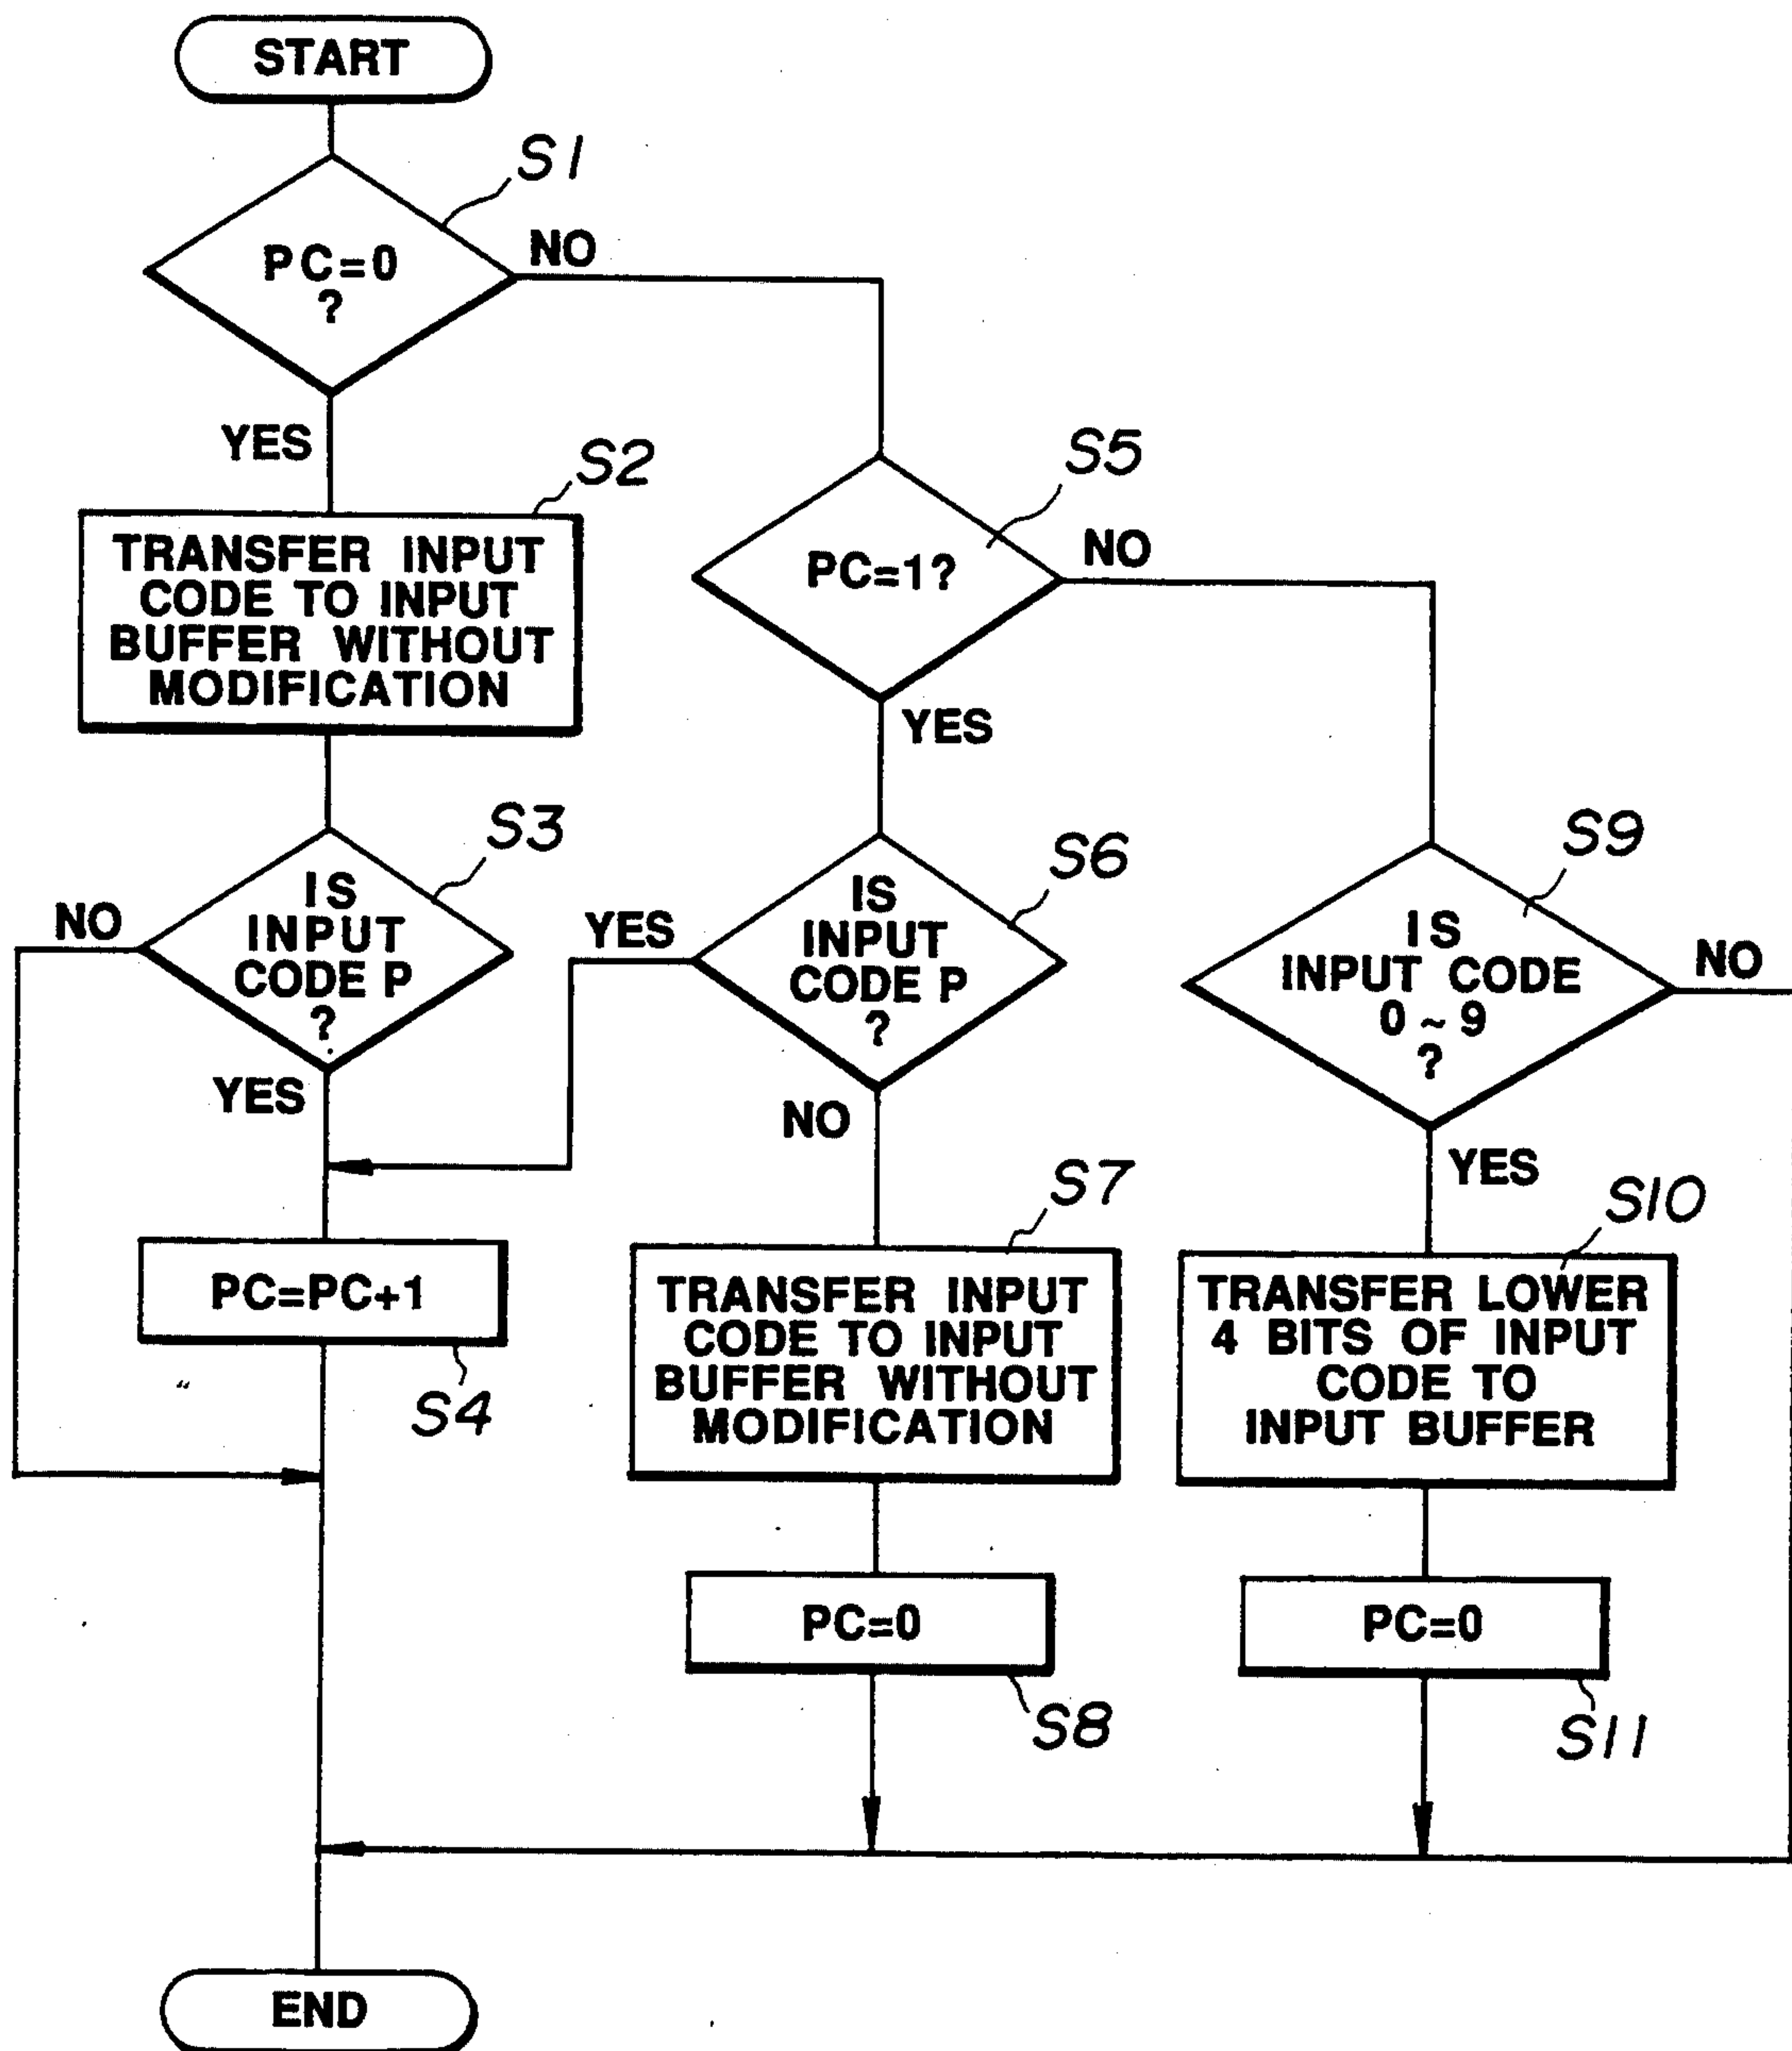 START
S1
PC=0
?
NO
YES
S2
TRANSFER INPUT
CODE TO INPUT
BUFFER WITHOUT
MODIFICATION
S3
IS
INPUT
CODE P
?
NO
YES
PC=PC+1
S4
S5
PC=1?
NO
YES
S6
IS
INPUT
CODE P
?
YES
NO
S7
TRANSFER INPUT
CODE TO INPUT
BUFFER WITHOUT
MODIFICATION
PC=0
S8
S9
IS
INPUT CODE
0 ~ 9
?
NO
YES
S10
TRANSFER LOWER
4 BITS OF INPUT
CODE TO
INPUT BUFFER
PC=0
S11
END